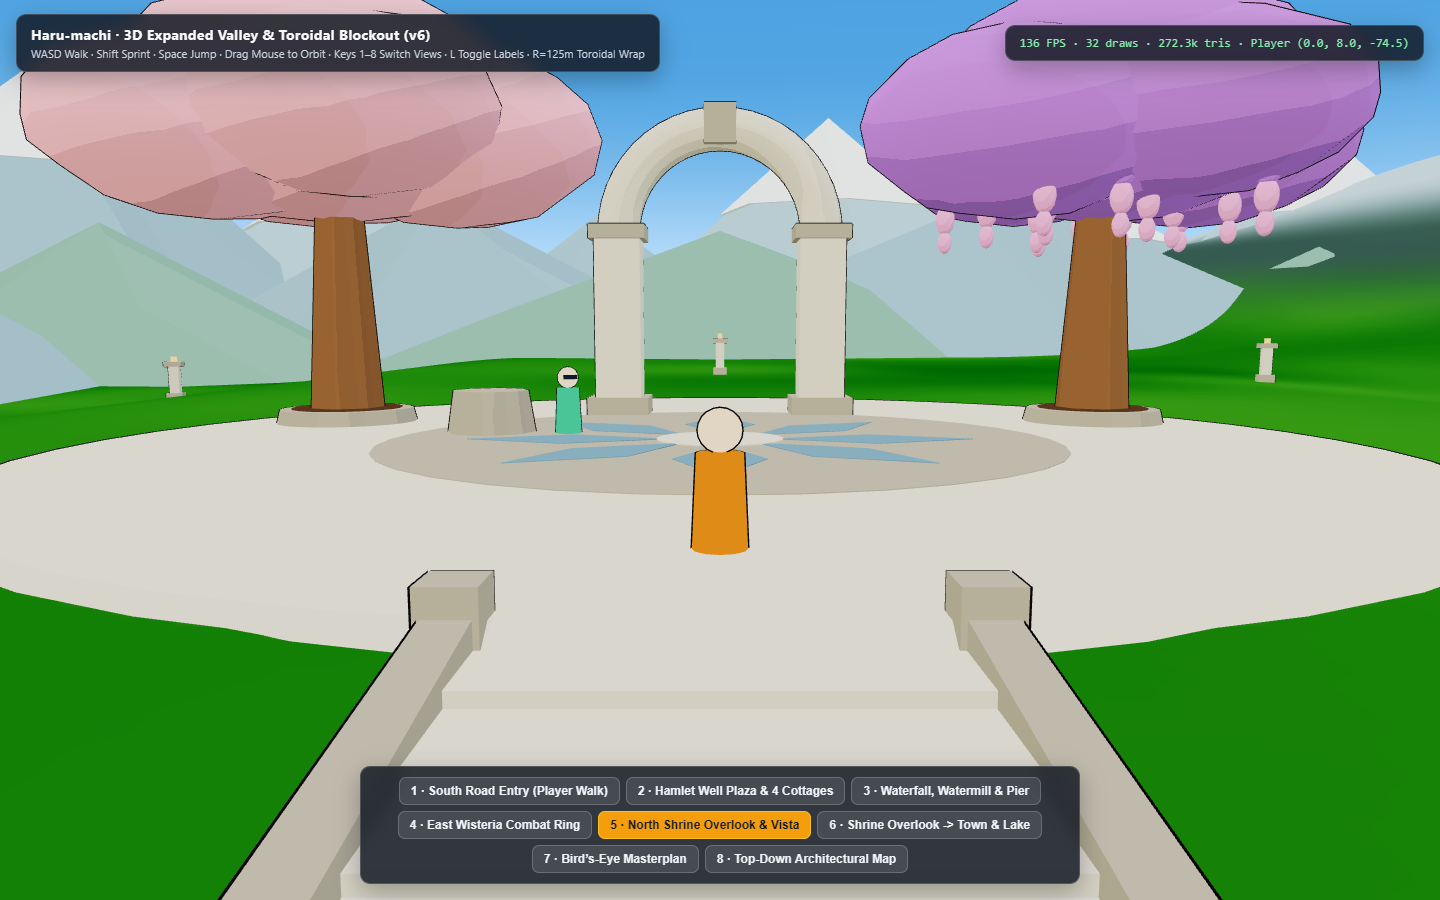 Haru-machi · 3D Expanded Valley & Toroidal Blockout (v6)
WASD Walk · Shift Sprint · Space Jump · Drag Mouse to Orbit · Keys 1–8 Switch Views · L Toggle Labels · R=125m Toroidal Wrap
136 FPS · 32 draws · 272.3k tris · Player (0.0, 8.0, -74.5)
1 · South Road Entry (Player Walk)
2 · Hamlet Well Plaza & 4 Cottages
3 · Waterfall, Watermill & Pier
4 · East Wisteria Combat Ring
5 · North Shrine Overlook & Vista
6 · Shrine Overlook -> Town & Lake
7 · Bird's-Eye Masterplan
8 · Top-Down Architectural Map